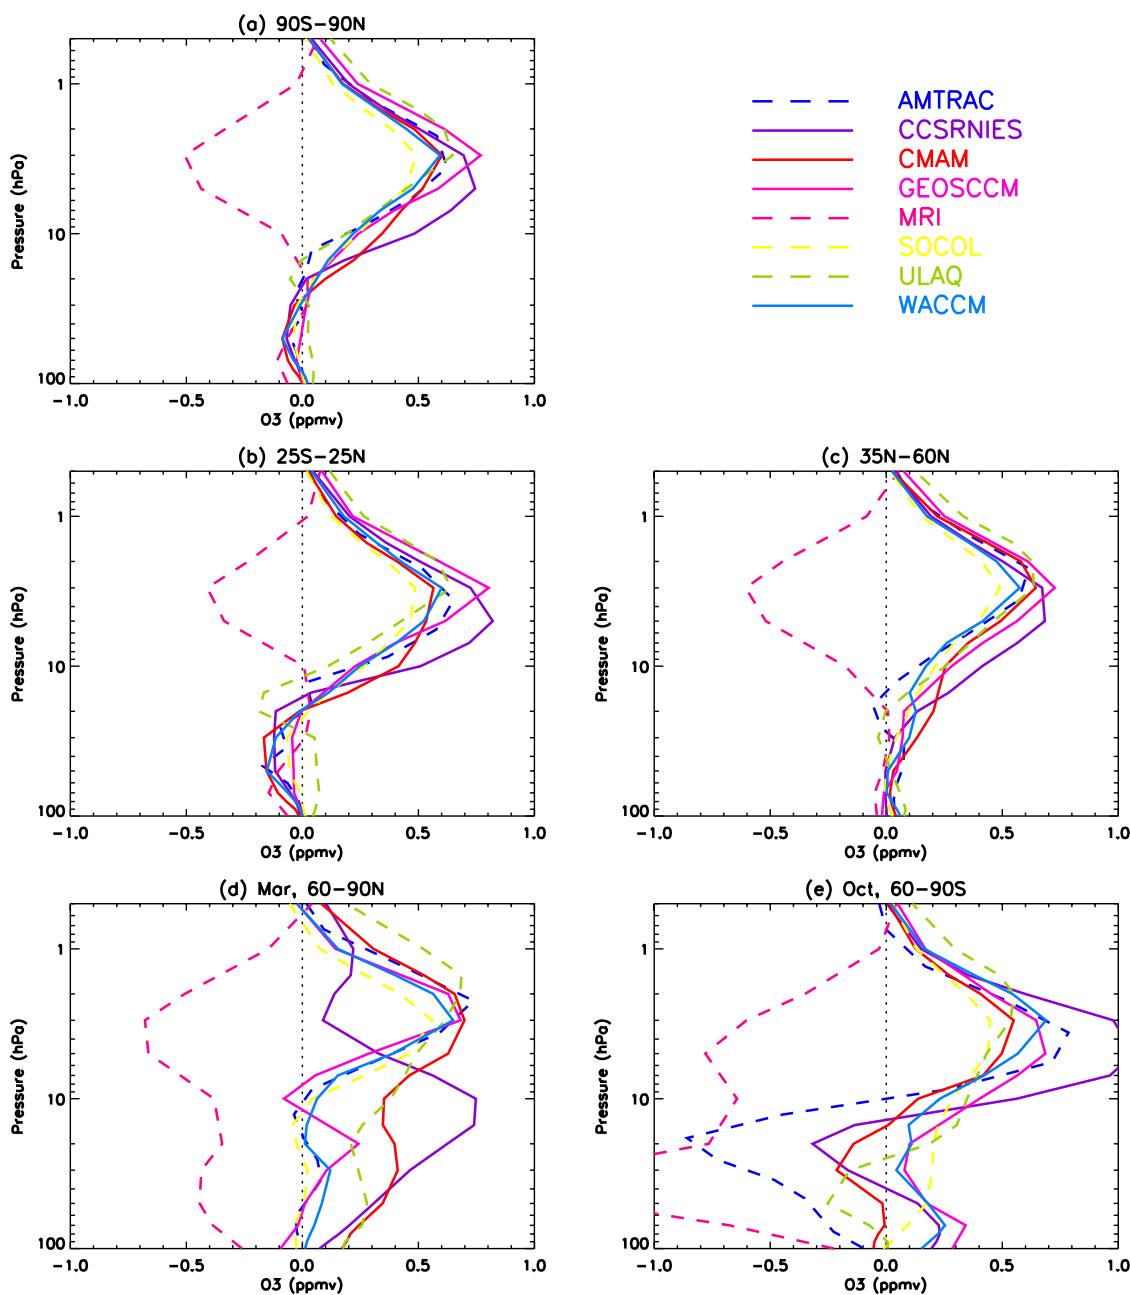 (a) 90S−90N
1
10
100
Pressure (hPa)
−1.0 −0.5 0.0 0.5 1.0
O3 (ppmv)
AMTRAC
CCSRNIES
CMAM
GEOSCCM
MRI
SOCOL
ULAQ
WACCM
(b) 25S−25N
1
10
100
Pressure (hPa)
−1.0 −0.5 0.0 0.5 1.0
O3 (ppmv)
(c) 35N−60N
1
10
100
Pressure (hPa)
−1.0 −0.5 0.0 0.5 1.0
O3 (ppmv)
(d) Mar, 60−90N
1
10
100
Pressure (hPa)
−1.0 −0.5 0.0 0.5 1.0
O3 (ppmv)
(e) Oct, 60−90S
1
10
100
Pressure (hPa)
−1.0 −0.5 0.0 0.5 1.0
O3 (ppmv)